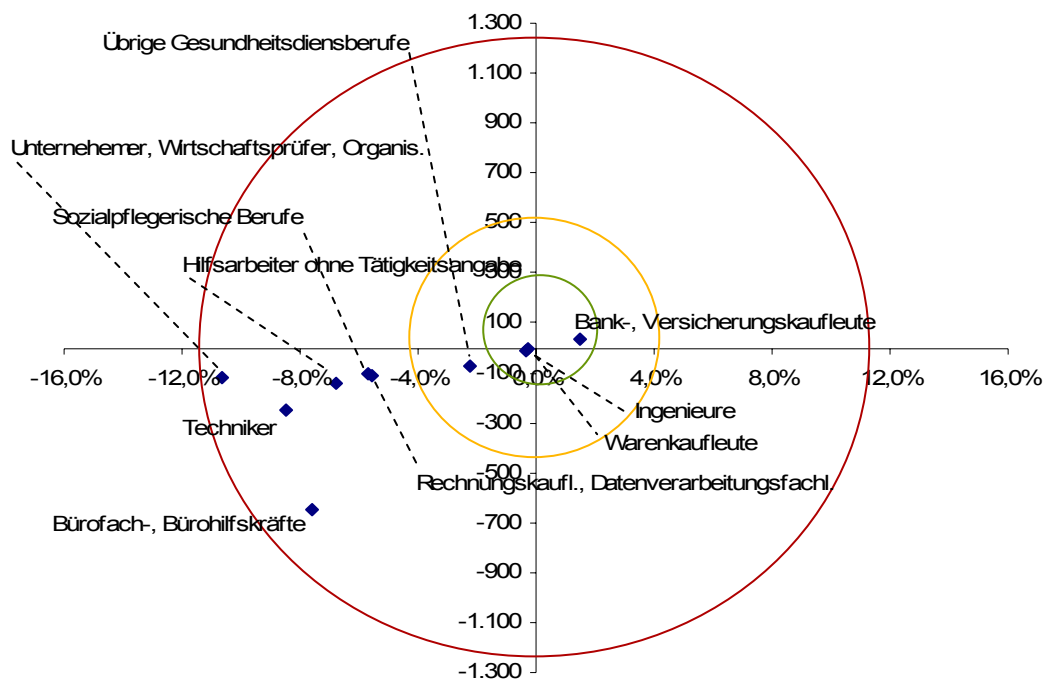 1.300
Übrige Gesundheitsdiensberufe
1.100
900
Unternehemer, Wirtschaftsprüfer, Organis.
700
Sozialpflegerische Berufe
500
Hilfsarbeiter ohne Tätigkeitsangabe
300
100
Bank-, Versicherungskaufleute
-16,0%
-12,0%
-8,0%
-4,0%
-100
0,0%
4,0%
8,0%
12,0%
16,0%
-300
Ingenieure
Techniker
Warenkaufleute
-500
Rechnungskaufl., Datenverarbeitungsfachl.
-700
Bürofach-, Bürohilfskräfte
-900
-1.100
-1.300